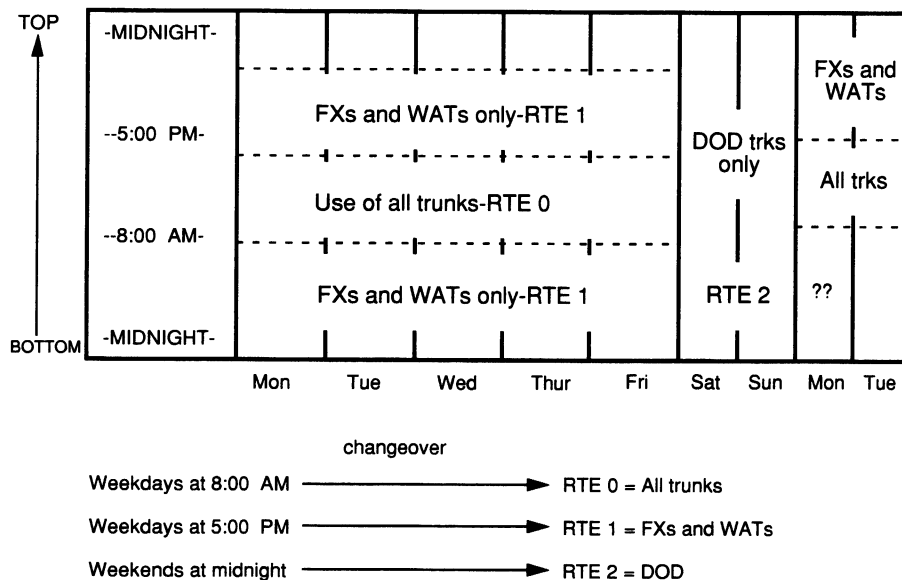 TOP
-MIDNIGHT-
FXs and
WATs
FXs and WATs only-RTE 1
--5:00 PM-
DOD trks
only
All trks
Use of all trunks-RTE 0
--8:00 AM-
FXs and WATs only-RTE 1
RTE 2
??
-MIDNIGHT-
BOTTOM
Mon Tue Wed Thur Fri Sat Sun Mon Tue
changeover
Weekdays at 8:00 AM RTE 0 = All trunks
Weekdays at 5:00 PM RTE 1 = FXs and WATs
Weekends at midnight RTE 2 = DOD